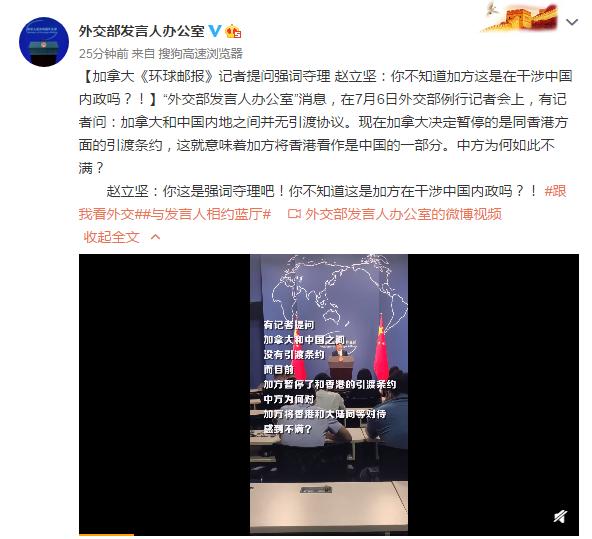 外交部发言人办公室
25分钟前 来自 搜狗高速浏览器
【加拿大《环球邮报》记者提问强词夺理 赵立坚：你不知道加方这是在干涉中国
内政吗？！】“外交部发言人办公室”消息，在7月6日外交部例行记者会上，有记
者问：加拿大和中国内地之间并无引渡协议。现在加拿大决定暂停的是同香港方
面的引渡条约，这就意味着加方将香港看作是中国的一部分。中方为何如此不
满？
赵立坚：你这是强词夺理吧！你不知道这是加方在干涉中国内政吗？！ #跟
我看外交##与发言人相约蓝厅# 外交部发言人办公室的微博视频
收起全文
有记者提问
加拿大和中国之间
没有引渡条约
而目前
加方暂停了和香港的引渡条约
中方为何对
加方将香港和大陆同等对待
感到不满？